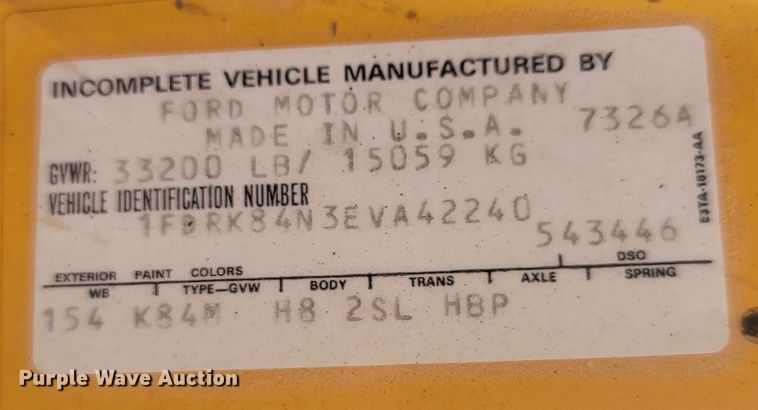 INCOMPLETE VEHICLE MANUFACTURED BY
FORD MOTOR COMPANY
MADE IN U.S.A. 7326A
GVWR: 33200 LB/ 15059 KG
VEHICLE IDENTIFICATION NUMBER
1FDRK84N3EVA42240
543446
E3TA-18173-AA
EXTERIOR PAINT COLORS DSO
WB TYPE—GVW BODY TRANS AXLE SPRING
154 K84M H8 2SL H8P
Purple Wave Auction